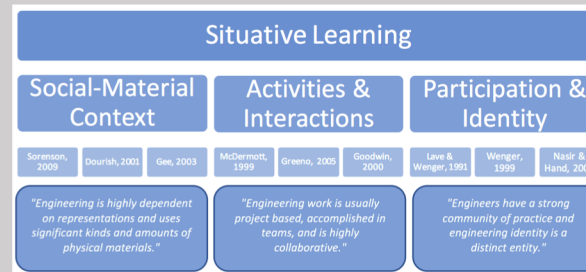 Situative Learning
Social-Material
Context
Activities &
Interactions
Participation &
Identity
Sorenson,
2009
Dourish, 2001
Gee, 2003
McDermott,
1999
Greeno, 2005
Goodwin,
2000
Lave &
Wenger, 1991
Wenger,
1999
Nasir &
Hand,
"Engineering is highly dependent
on representations and uses
significant kinds and amounts of
physical materials."
"Engineering work is usually
project based, accomplished in
teams, and is highly
collaborative."
"Engineers have a strong
community of practice and
engineering identity is a
distinct entity."